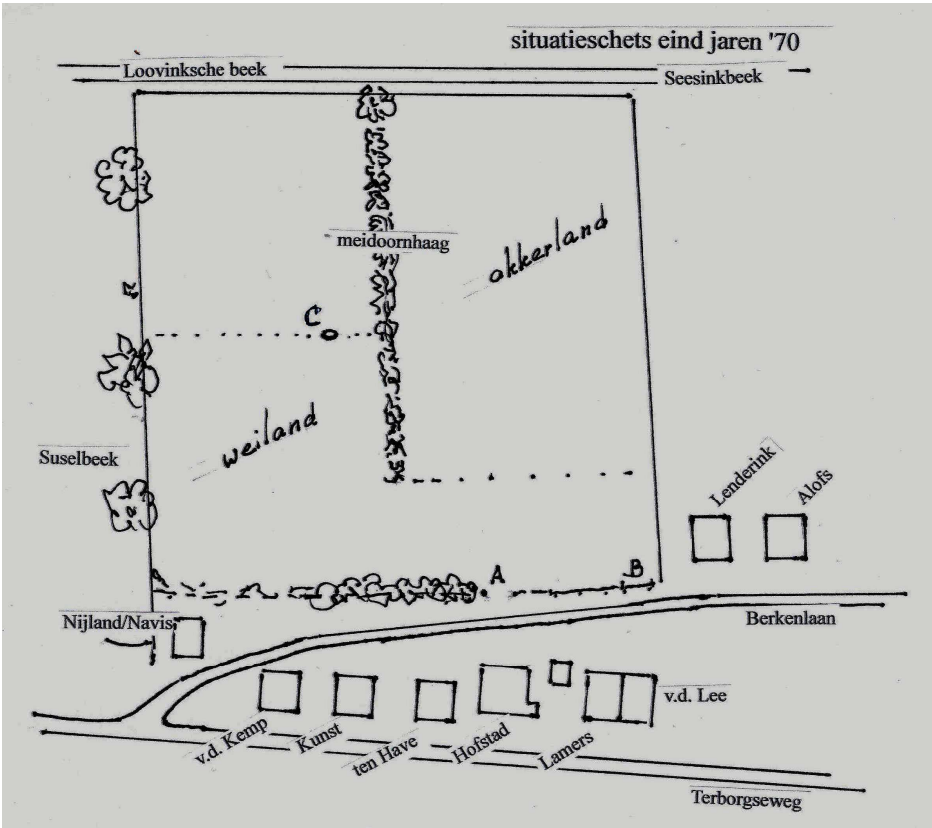 situatieschets eind jaren '70
Loovinksche beek
Seesinkbeek
meidoornhaag
akkerland
C
weiland
Suselbeek
Lenderink
Alofs
A
B
Nijland/Navis
Berkenlaan
v.d. Lee
v.d. Kemp
Kunst
ten Have
Hofstad
Lamers
Terborgseweg